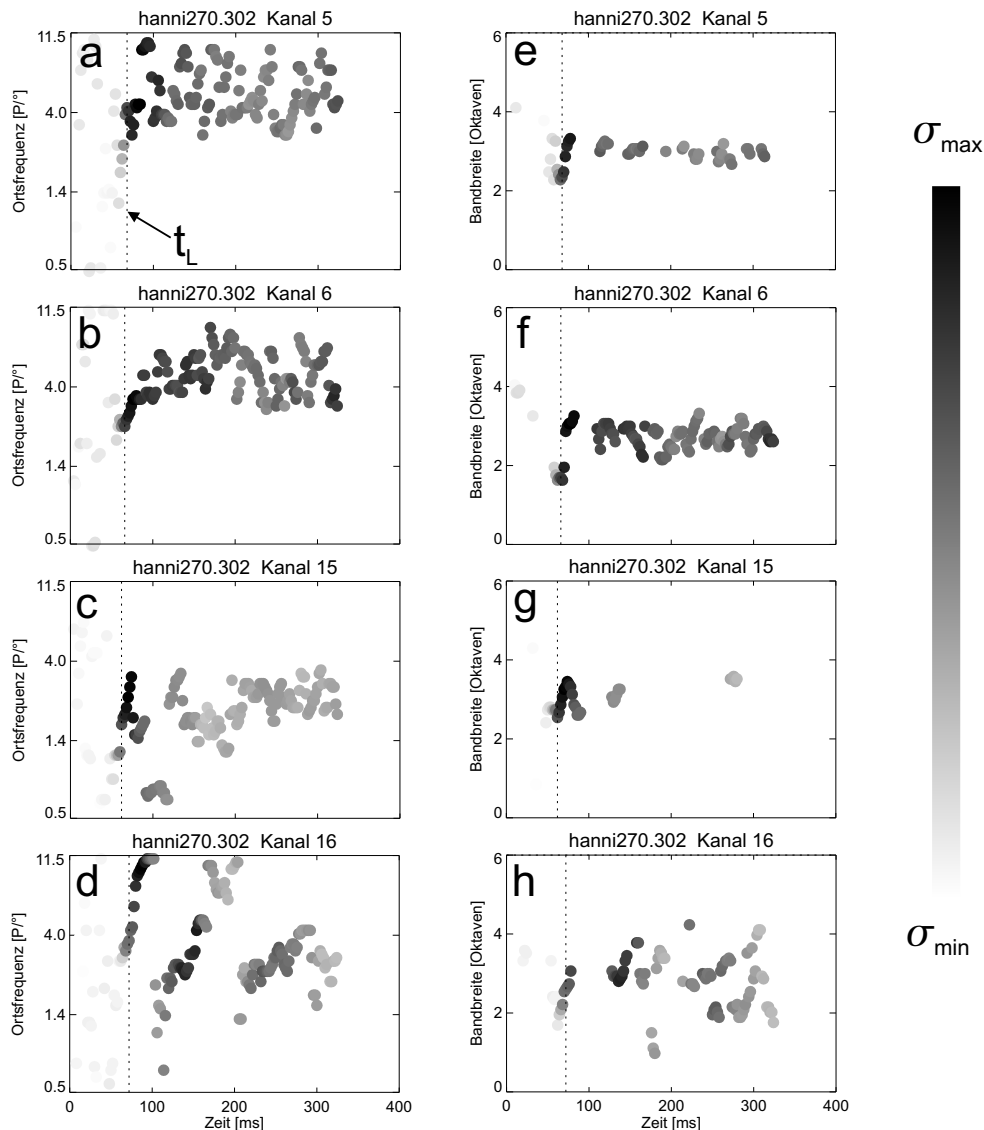 hanni270.302 Kanal 5
a
11.5
4.0
1.4
0.5
Ortsfrequenz [P/°]
t_L
hanni270.302 Kanal 5
e
6
4
2
0
Bandbreite [Oktaven]
hanni270.302 Kanal 6
b
11.5
4.0
1.4
0.5
Ortsfrequenz [P/°]
hanni270.302 Kanal 6
f
6
4
2
0
Bandbreite [Oktaven]
hanni270.302 Kanal 15
c
11.5
4.0
1.4
0.5
Ortsfrequenz [P/°]
hanni270.302 Kanal 15
g
6
4
2
0
Bandbreite [Oktaven]
hanni270.302 Kanal 16
d
11.5
4.0
1.4
0.5
Ortsfrequenz [P/°]
0 100 200 300 400
Zeit [ms]
hanni270.302 Kanal 16
h
6
4
2
0
Bandbreite [Oktaven]
0 100 200 300 400
Zeit [ms]
σmax
σmin